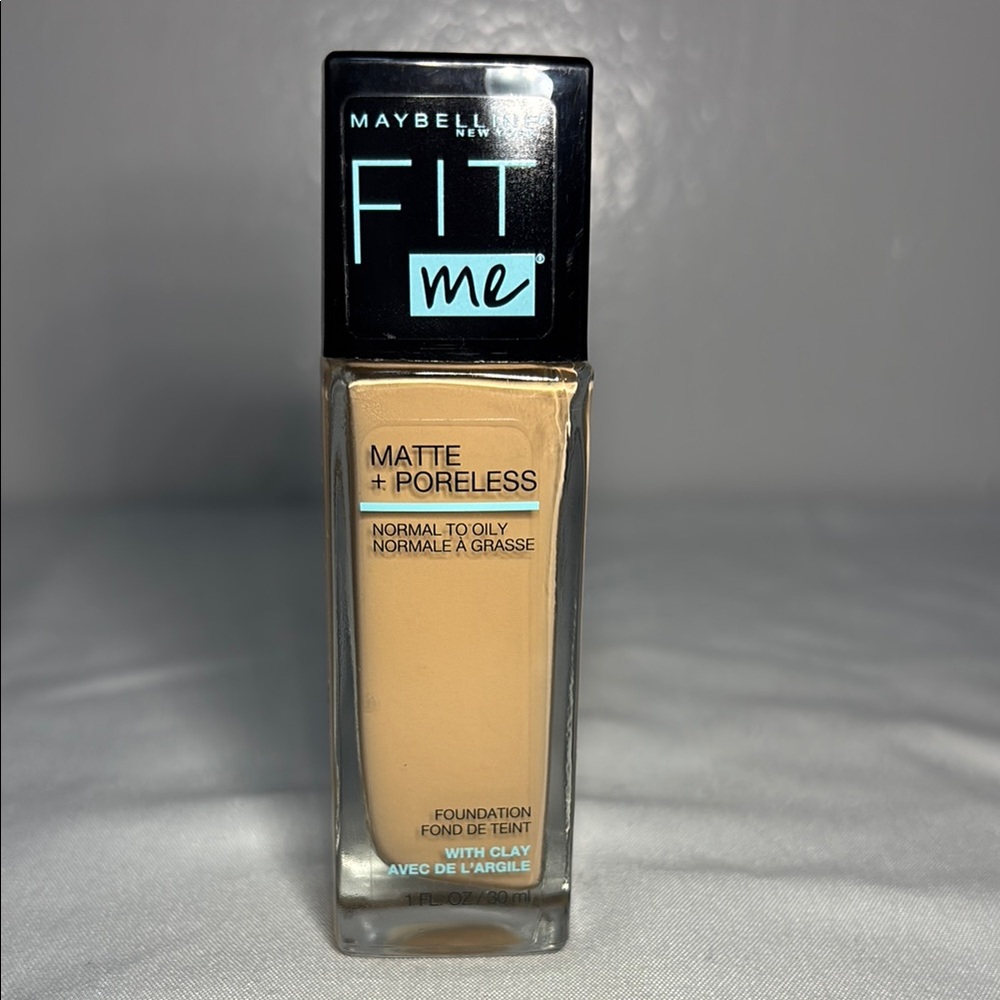 MAYBELLINE
NEW YORK
FIT
me®
MATTE
+ PORELESS
NORMAL TO OILY
NORMALE À GRASSE
FOUNDATION
FOND DE TEINT
WITH CLAY
AVEC DE L'ARGILE
1 FL. OZ / 30 ml